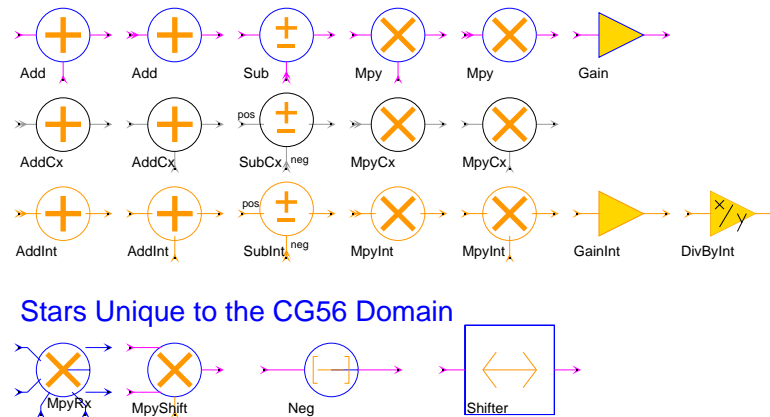 Add Add Sub Mpy Mpy Gain
pos
AddCx AddCx SubCx neg MpyCx MpyCx
pos x/y
AddInt AddInt SubInt neg MpyInt MpyInt GainInt DivByInt
Stars Unique to the CG56 Domain
MpyRx MpyShift Neg Shifter